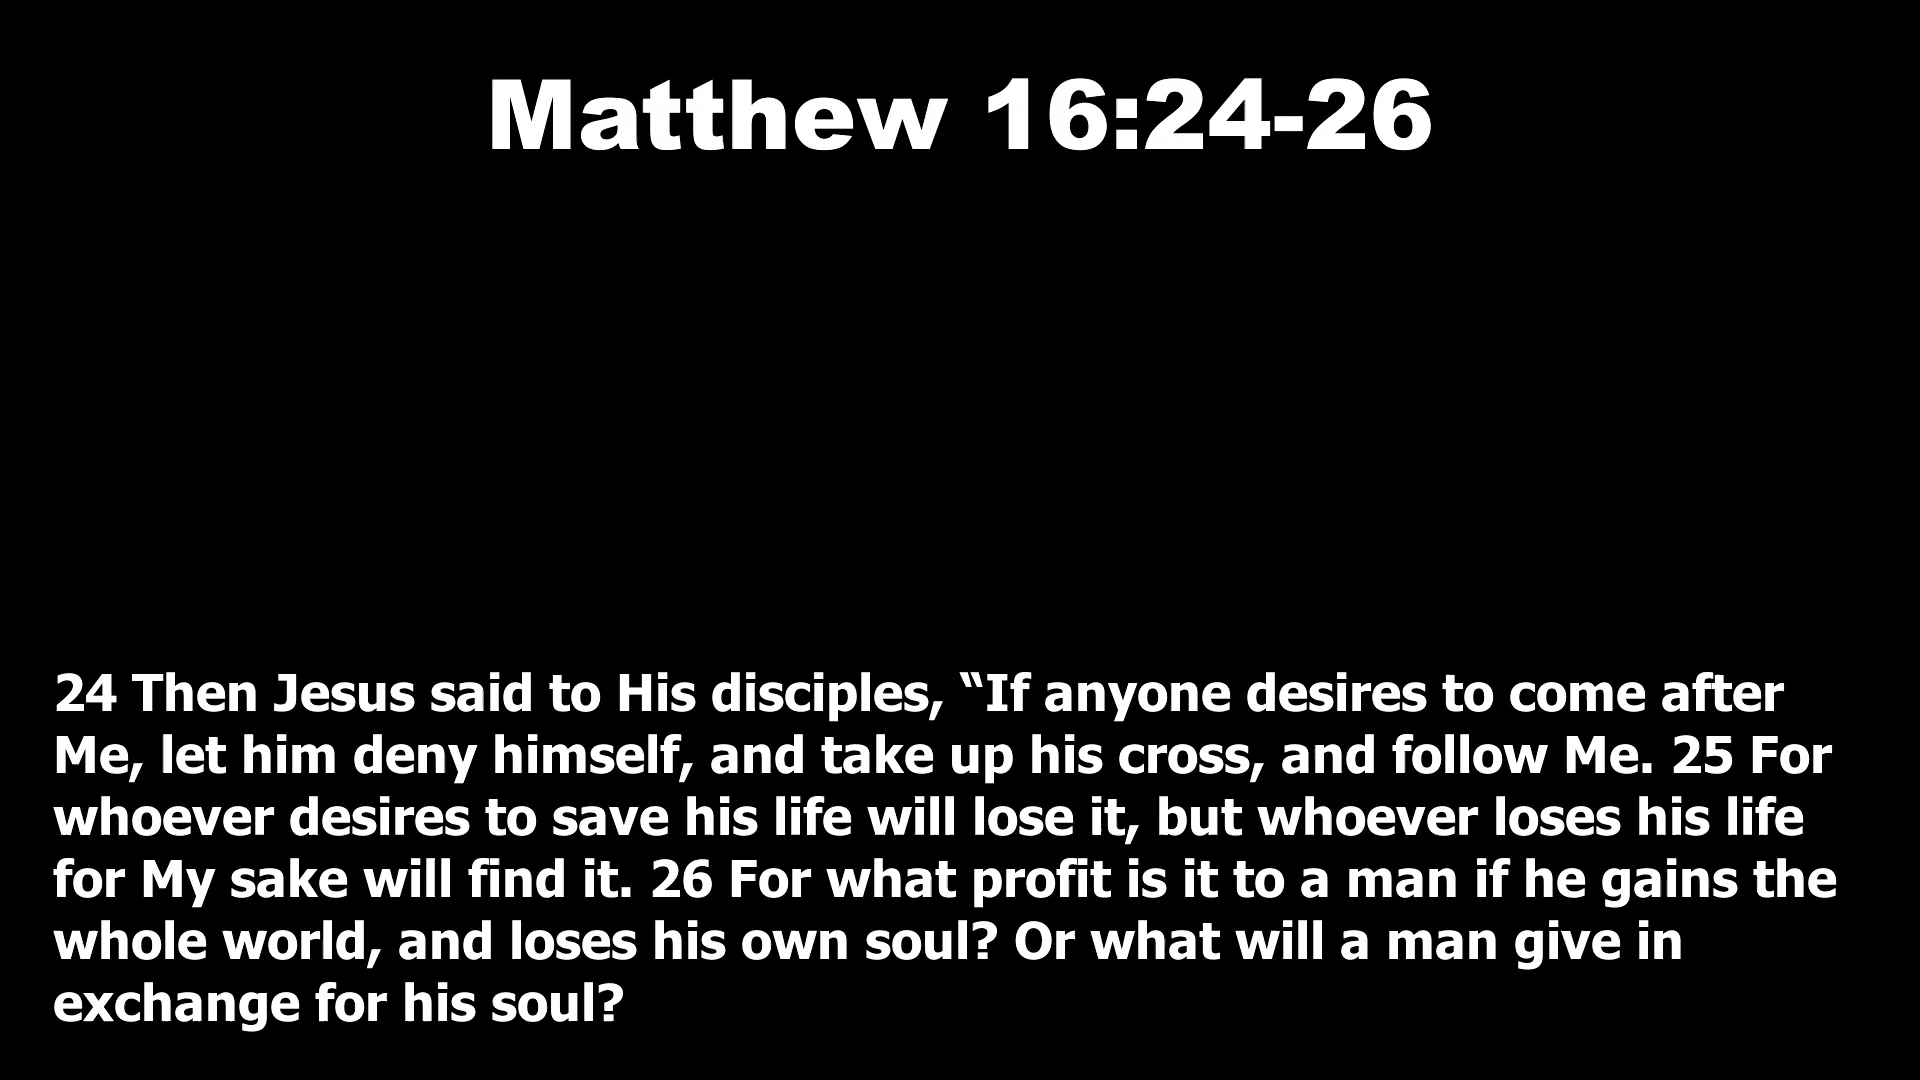 Matthew 16:24-26
24 Then Jesus said to His disciples, “If anyone desires to come after
Me, let him deny himself, and take up his cross, and follow Me. 25 For
whoever desires to save his life will lose it, but whoever loses his life
for My sake will find it. 26 For what profit is it to a man if he gains the
whole world, and loses his own soul? Or what will a man give in
exchange for his soul?